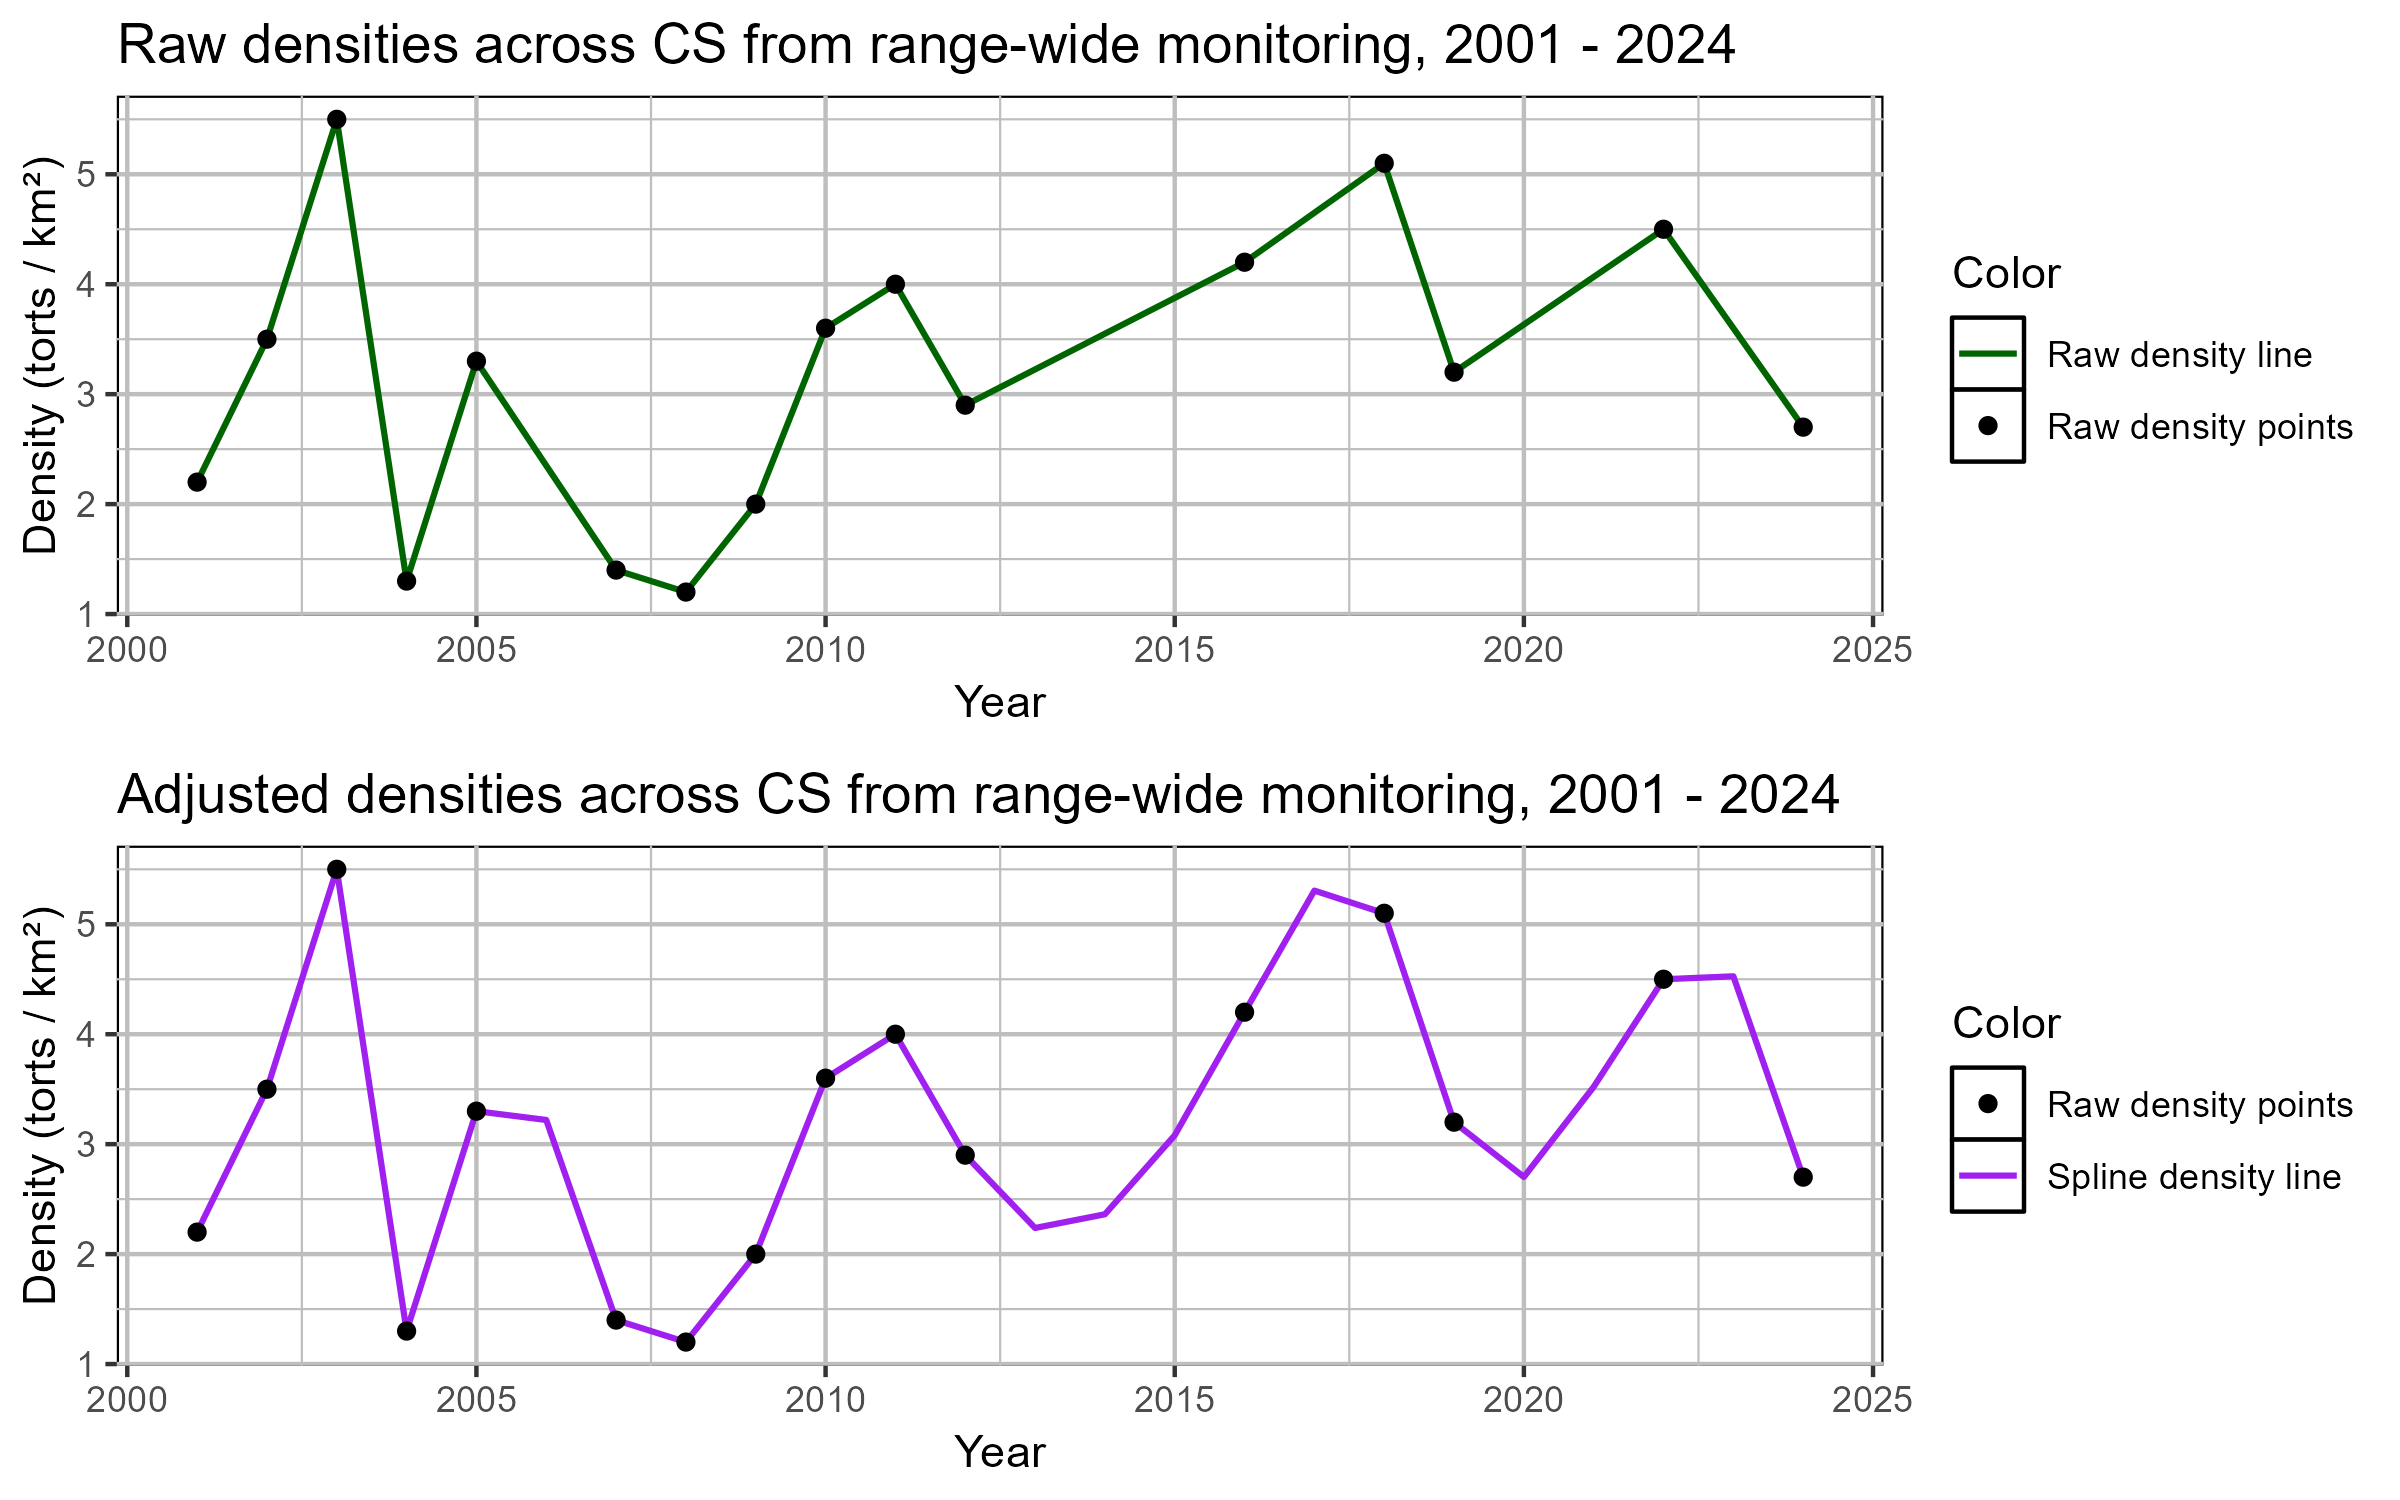 Raw densities across CS from range-wide monitoring, 2001 - 2024
Density (torts / km²)
5
4
3
2
1
2000 2005 2010 2015 2020 2025
Year
Color
Raw density line
Raw density points
Adjusted densities across CS from range-wide monitoring, 2001 - 2024
Density (torts / km²)
5
4
3
2
1
2000 2005 2010 2015 2020 2025
Year
Color
Raw density points
Spline density line